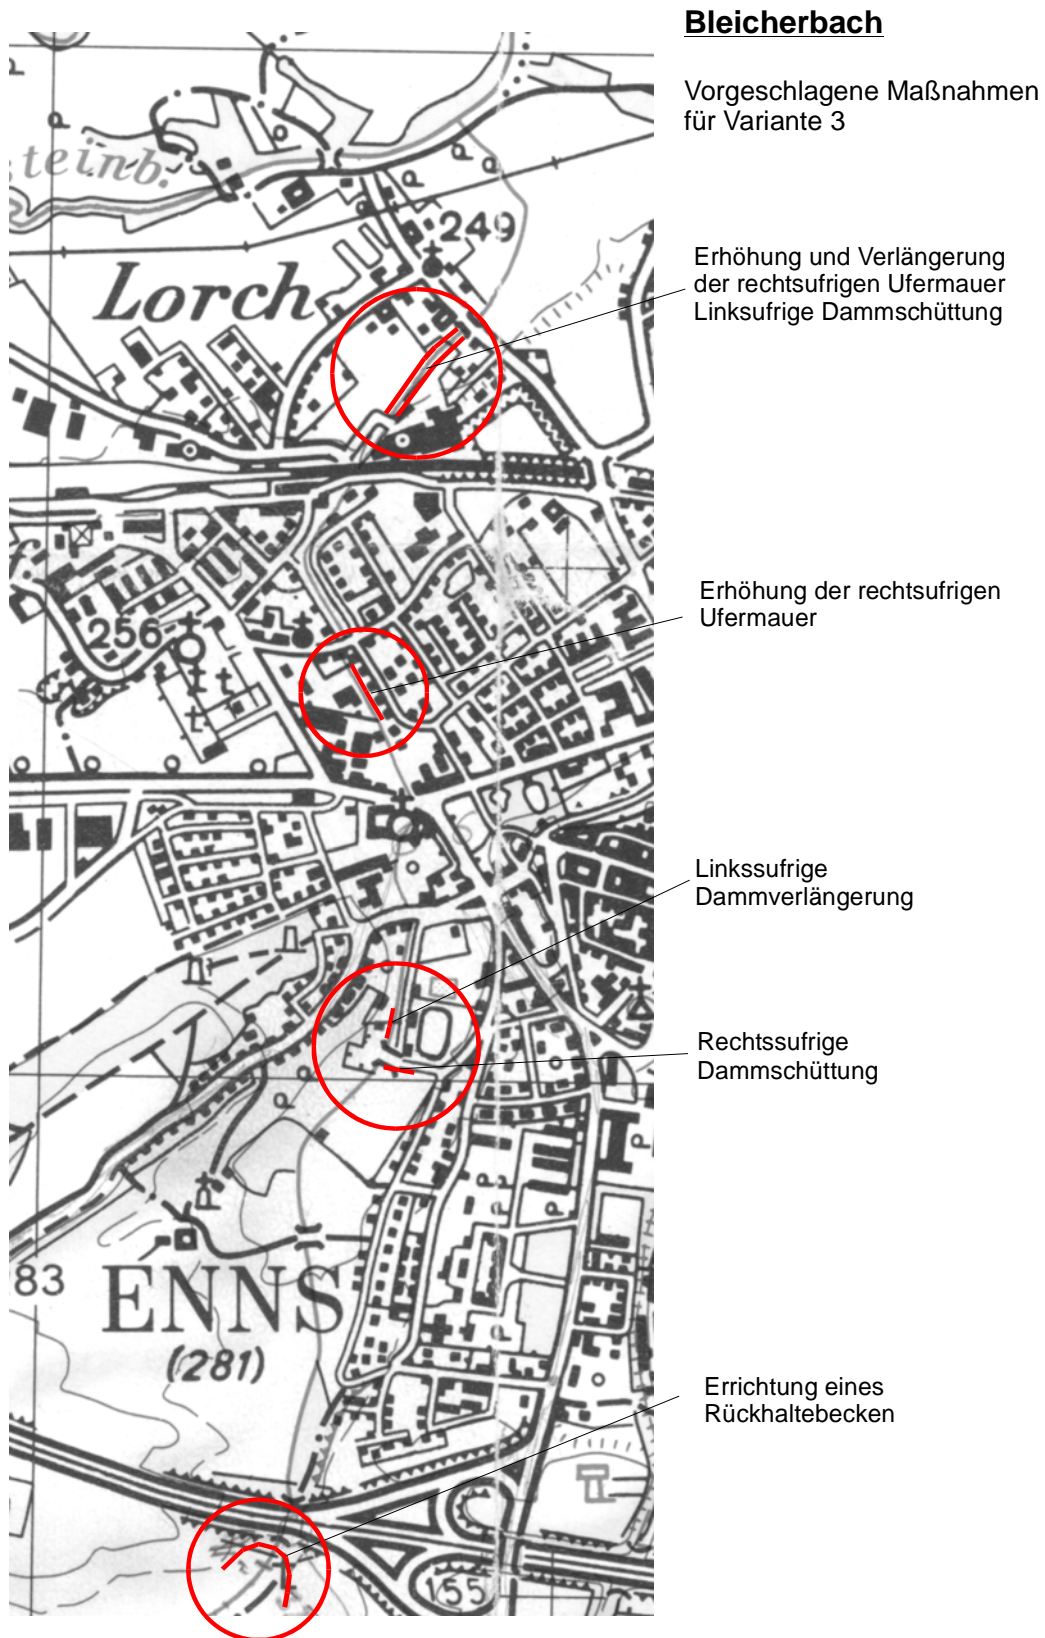 Bleicherbach
Vorgeschlagene Maßnahmen
für Variante 3
teinb.
249
Lorch
Erhöhung und Verlängerung
der rechtsufrigen Ufermauer
Linksufrige Dammschüttung
Erhöhung der rechtsufrigen
Ufermauer
256
Linkssufrige
Dammverlängerung
Rechtssufrige
Dammschüttung
83
ENNS
(281)
Errichtung eines
Rückhaltebecken
155